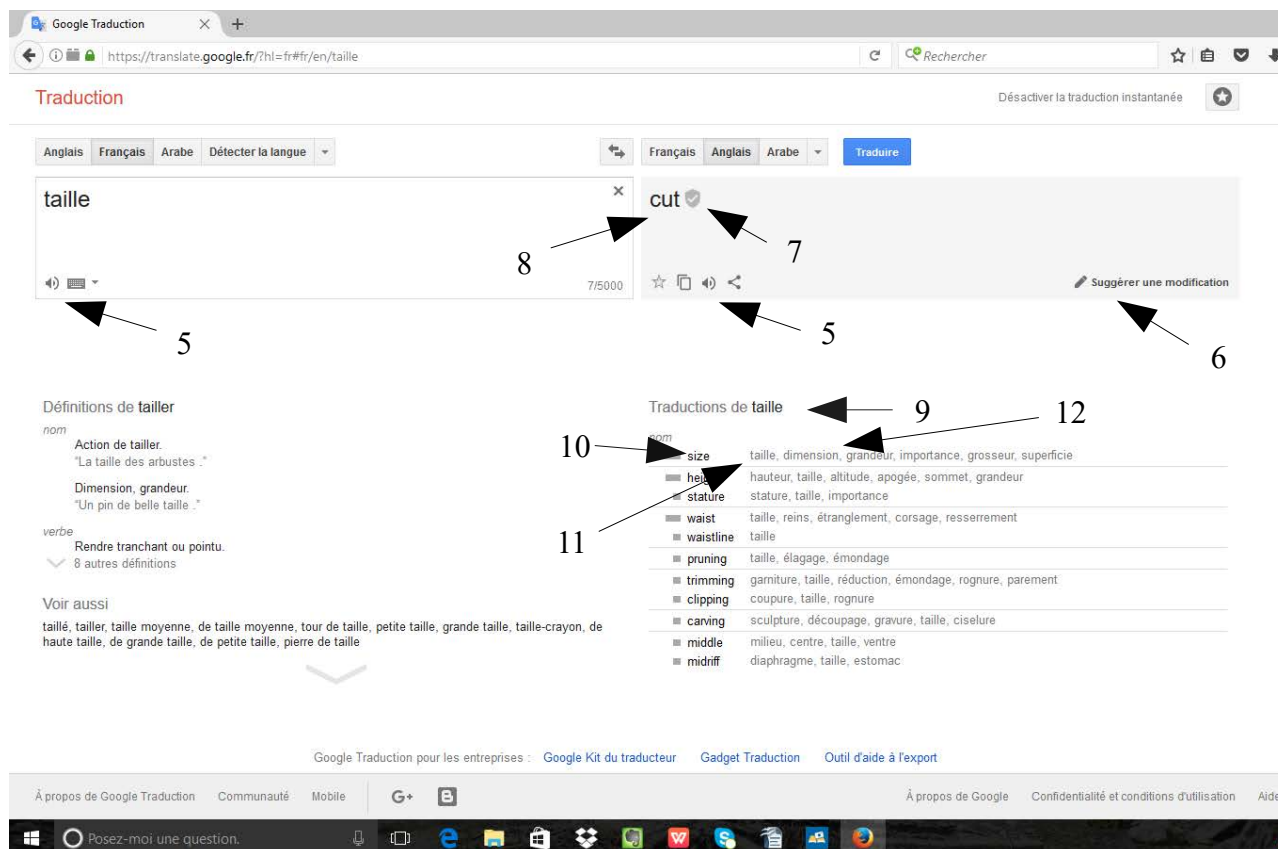 Google Traduction
https://translate.google.fr/?hl=fr#fr/en/taille
Rechercher
Traduction
Désactiver la traduction instantanée
Anglais Français Arabe Détecter la langue
Français Anglais Arabe Traduire
taille
cut
8
7
7/5000
Suggérer une modification
5
5
6
Définitions de tailler
nom
Action de tailler.
"La taille des arbustes ."
Dimension, grandeur.
"Un pin de belle taille ."
verbe
Rendre tranchant ou pointu.
8 autres définitions
Voir aussi
taillé, tailler, taille moyenne, de taille moyenne, tour de taille, petite taille, grande taille, taille-crayon, de
haute taille, de grande taille, de petite taille, pierre de taille
Traductions de taille
9
12
nom
10
11
size taille, dimension, grandeur, importance, grosseur, superficie
height hauteur, taille, altitude, apogée, sommet, grandeur
stature stature, taille, importance
waist taille, reins, étranglement, corsage, resserrement
waistline taille
pruning taille, élagage, émondage
trimming garniture, taille, réduction, émondage, rognure, parement
clipping coupure, taille, rognure
carving sculpture, découpage, gravure, taille, ciselure
middle milieu, centre, taille, ventre
midriff diaphragme, taille, estomac
Google Traduction pour les entreprises : Google Kit du traducteur Gadget Traduction Outil d'aide à l'export
À propos de Google Traduction Communauté Mobile G+ B À propos de Google Confidentialité et conditions d'utilisation Aide
Posez-moi une question.